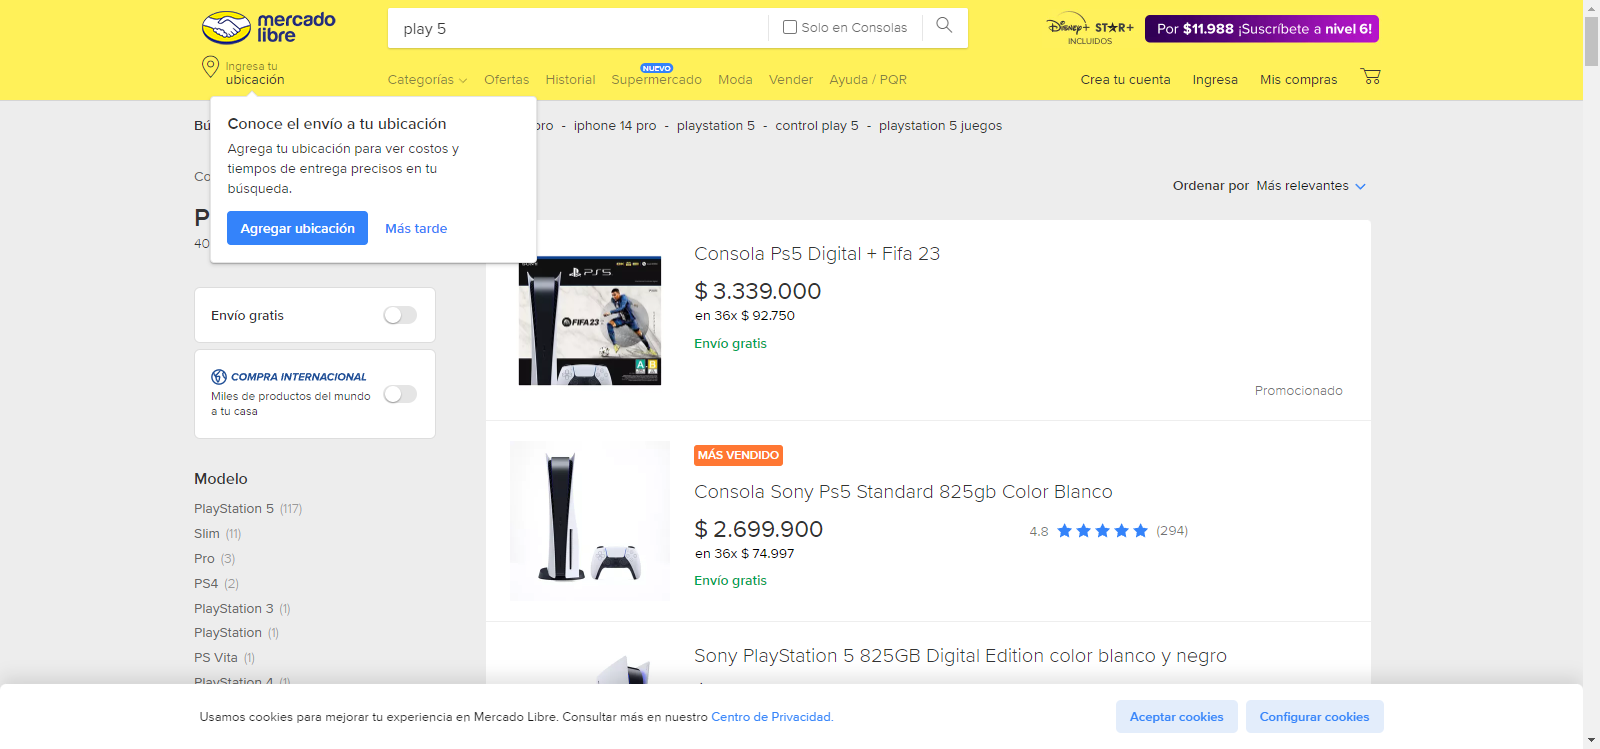 mercado libre
play 5
Solo en Consolas
Disney+ STAR+
INCLUIDOS
Por $11.988 ¡Suscríbete a nivel 6!
Ingresa tu
ubicación
NUEVO
Categorías Ofertas Historial Supermercado Moda Vender Ayuda / PQR
Crea tu cuenta Ingresa Mis compras
Conoce el envío a tu ubicación
Agrega tu ubicación para ver costos y
tiempos de entrega precisos en tu
búsqueda.
Agregar ubicación Más tarde
Bú
pro - iphone 14 pro - playstation 5 - control play 5 - playstation 5 juegos
Co
P
40
Ordenar por Más relevantes
Envío gratis
COMPRA INTERNACIONAL
Miles de productos del mundo
a tu casa
Modelo
PlayStation 5 (117)
Slim (11)
Pro (3)
PS4 (2)
PlayStation 3 (1)
PlayStation (1)
PS Vita (1)
PlayStation 4 (1)
PS5
FIFA 23
A B
Consola Ps5 Digital + Fifa 23
$ 3.339.000
en 36x $ 92.750
Envío gratis
Promocionado
MÁS VENDIDO
Consola Sony Ps5 Standard 825gb Color Blanco
$ 2.699.900
4.8 (294)
en 36x $ 74.997
Envío gratis
Sony PlayStation 5 825GB Digital Edition color blanco y negro
Usamos cookies para mejorar tu experiencia en Mercado Libre. Consultar más en nuestro Centro de Privacidad.
Aceptar cookies Configurar cookies